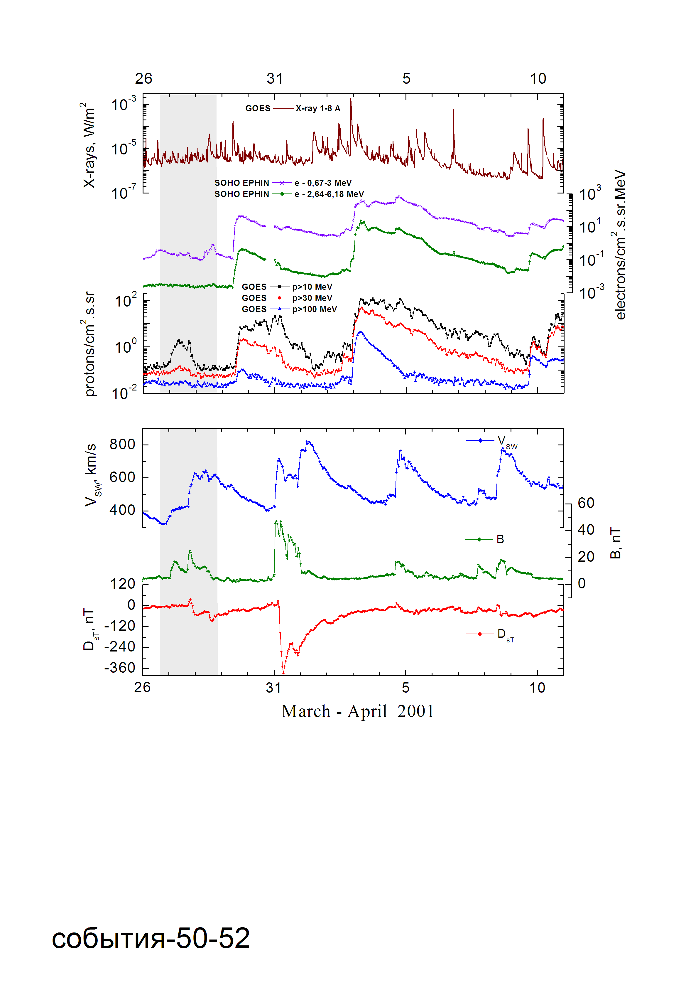 26 31 5 10
X-rays, W/m2
10-3
10-5
10-7
GOES X-ray 1-8 A
SOHO EPHIN e - 0,67-3 MeV
SOHO EPHIN e - 2,64-6,18 MeV
103
101
10-1
10-3
electrons/cm2.s.sr.MeV
GOES p>10 MeV
GOES p>30 MeV
GOES p>100 MeV
protons/cm2.s.sr
102
100
10-2
VSW, km/s
800
600
400
VSW
60
40
20
0
B, nT
B
DsT, nT
120
0
-120
-240
-360
DsT
26 31 5 10
March - April 2001
события-50-52